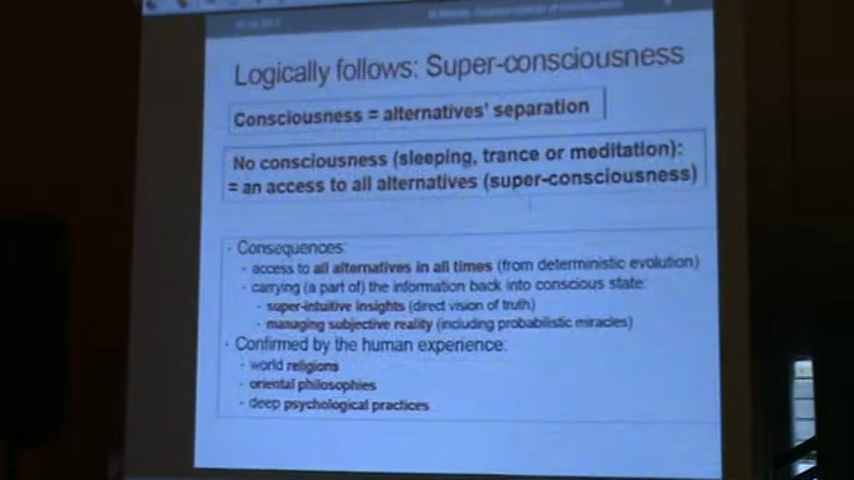 Logically follows: Super-consciousness
Consciousness = alternatives' separation
No consciousness (sleeping, trance or meditation):
= an access to all alternatives (super-consciousness)
· Consequences:
· access to all alternatives in all times (from deterministic evolution)
· carrying (a part of) the information back into conscious state:
· super-intuitive insights (direct vision of truth)
· managing subjective reality (including probabilistic miracles)
· Confirmed by the human experience:
· world religions
· oriental philosophies
· deep psychological practices